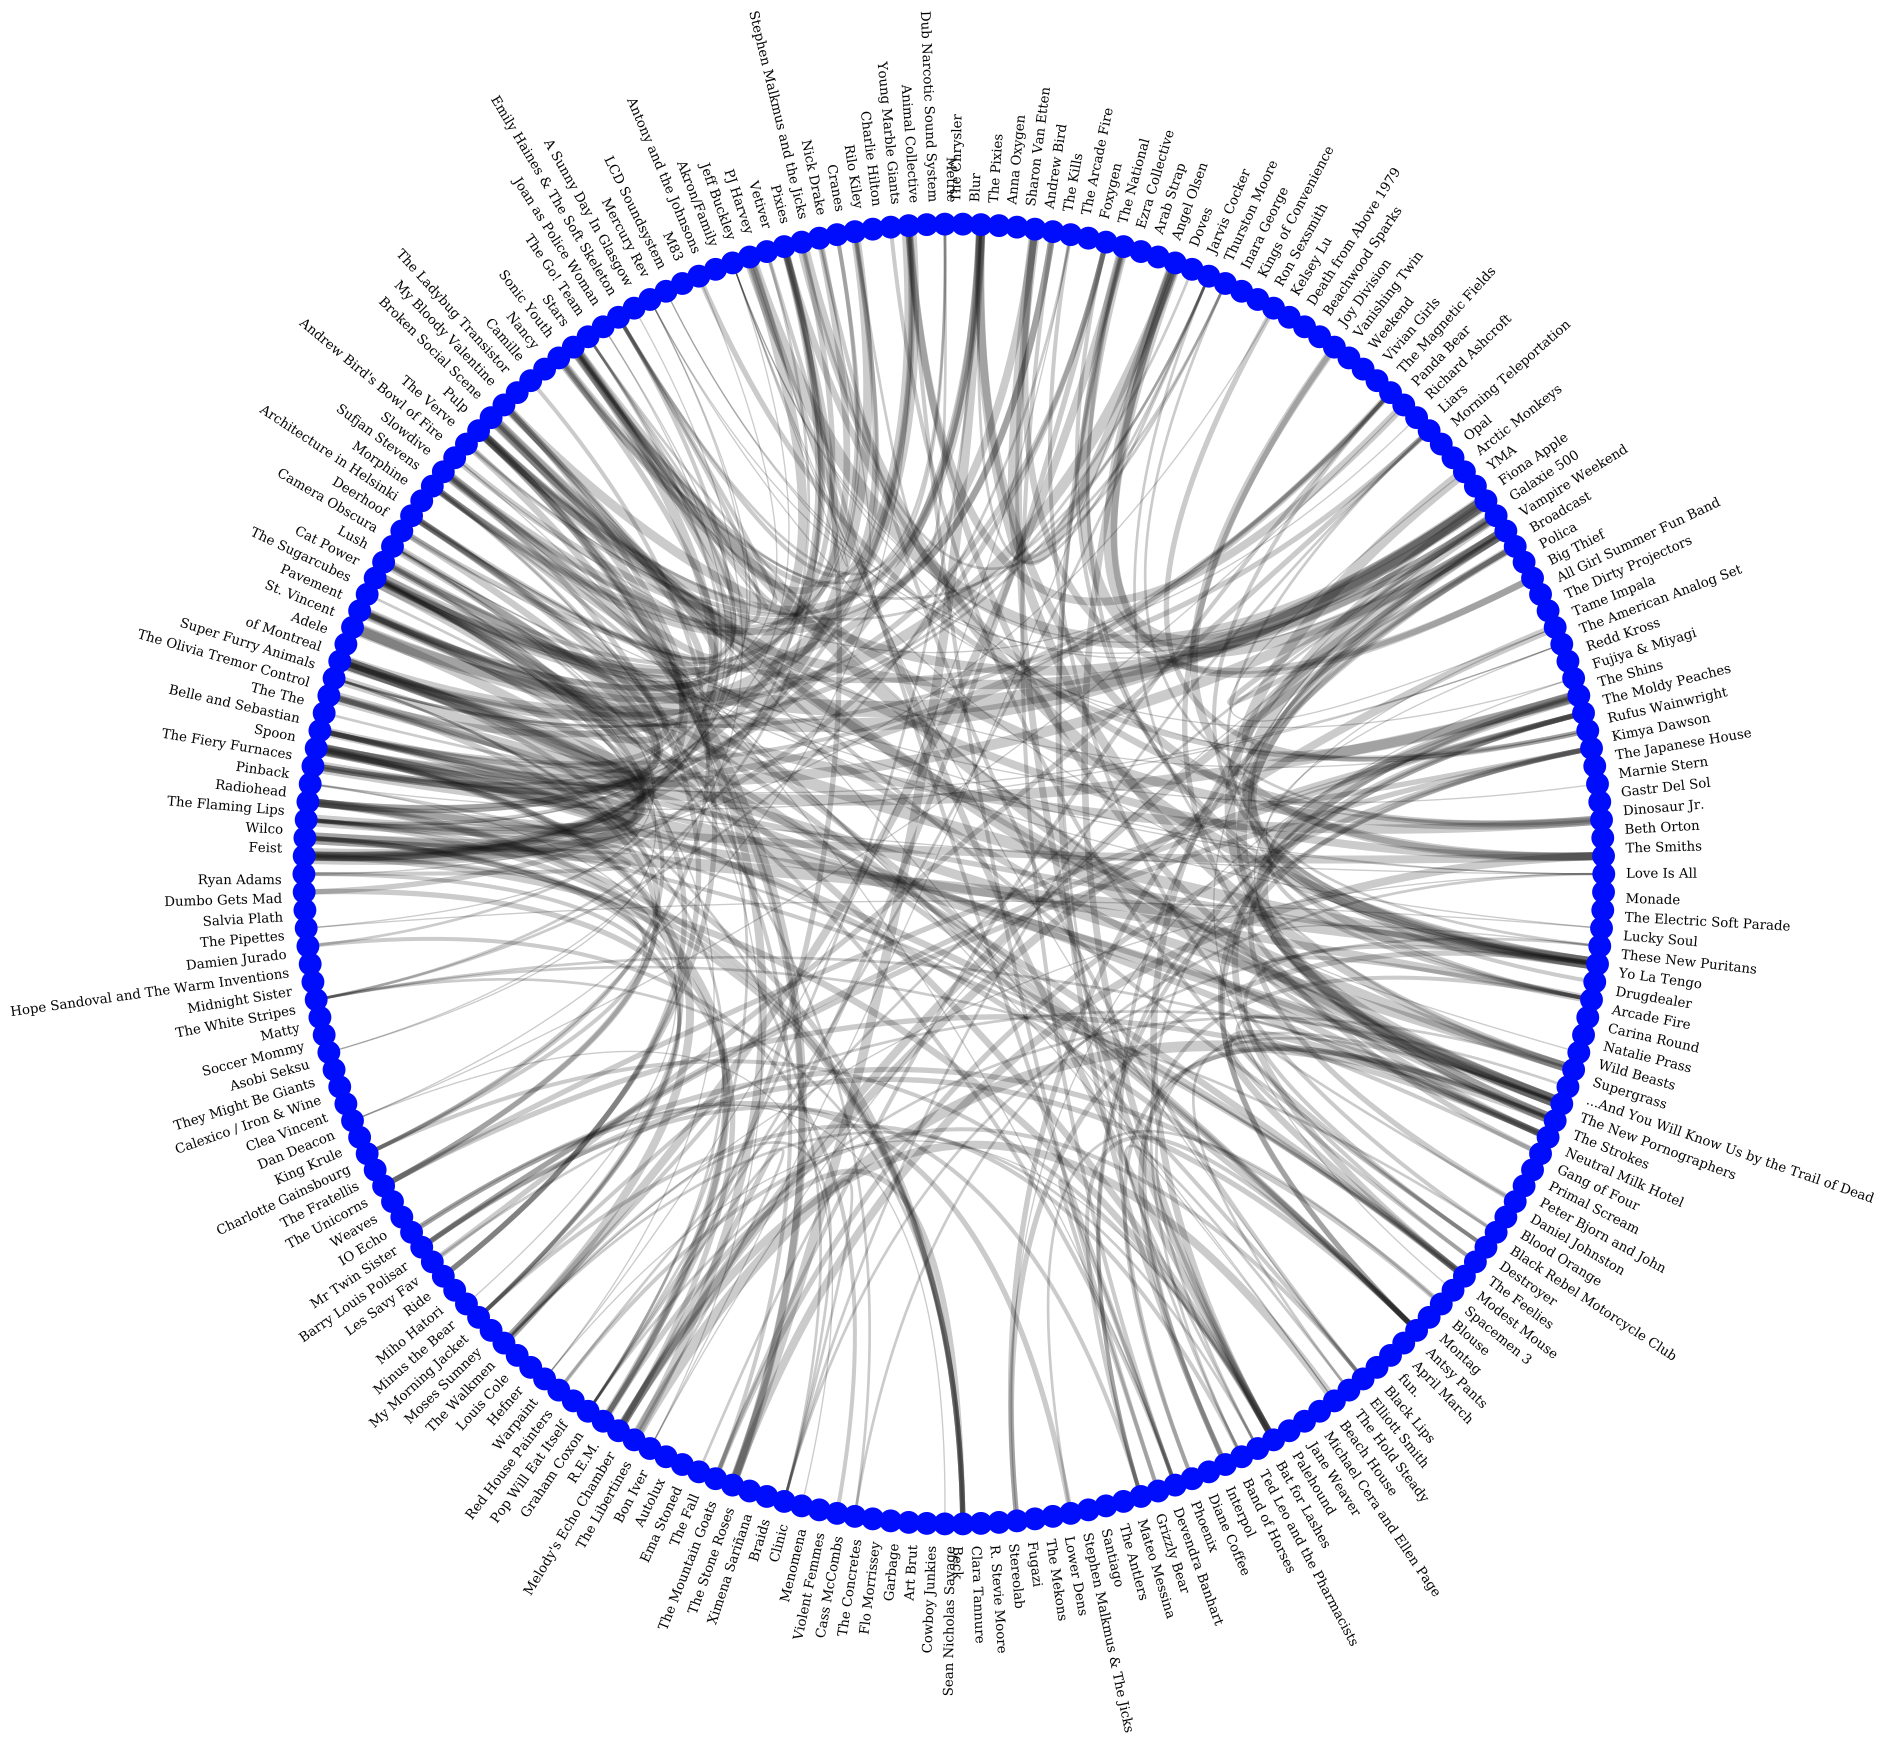 Dub Narcotic Sound System
Animal Collective
Young Marble Giants
Charlie Hilton
Rilo Kiley
Cranes
Nick Drake
Stephen Malkmus and the Jicks
Pixies
Vetiver
PJ Harvey
Jeff Buckley
Akron/Family
Antony and the Johnsons
M83
LCD Soundsystem
Mercury Rev
A Sunny Day In Glasgow
Emily Haines & The Soft Skeleton
Joan as Police Woman
The Go! Team
Stars
Sonic Youth
Nancy
Camille
The Ladybug Transistor
My Bloody Valentine
Broken Social Scene
Pulp
The Verve
Andrew Bird's Bowl of Fire
Slowdive
Sufjan Stevens
Morphine
Architecture in Helsinki
Deerhoof
Camera Obscura
Lush
Cat Power
The Sugarcubes
Pavement
St. Vincent
Adele
of Montreal
Super Furry Animals
The Olivia Tremor Control
The The
Belle and Sebastian
Spoon
The Fiery Furnaces
Pinback
Radiohead
The Flaming Lips
Wilco
Feist
Ryan Adams
Dumbo Gets Mad
Salvia Plath
The Pipettes
Damien Jurado
Hope Sandoval and The Warm Inventions
Midnight Sister
The White Stripes
Matty
Soccer Mommy
Asobi Seksu
They Might Be Giants
Calexico / Iron & Wine
Clea Vincent
Dan Deacon
King Krule
Charlotte Gainsbourg
The Fratellis
The Unicorns
Weaves
IO Echo
Mr Twin Sister
Barry Louis Polisar
Les Savy Fav
Ride
Miho Hatori
Minus the Bear
My Morning Jacket
Moses Sumney
The Walkmen
Louis Cole
Hefner
Warpaint
Red House Painters
Pop Will Eat Itself
Graham Coxon
R.E.M.
Melody's Echo Chamber
The Libertines
Bon Iver
Autolux
Ema Stoned
The Fall
The Mountain Goats
The Stone Roses
Ximena Sariñana
Braids
Clinic
Menomena
Violent Femmes
Cass McCombs
The Concretes
Flo Morrissey
Garbage
Art Brut
Cowboy Junkies
Sean Nicholas Savage
Beck
Clara Tannure
R. Stevie Moore
Stereolab
Fugazi
The Mekons
Lower Dens
Stephen Malkmus & The Jicks
Santiago
The Antlers
Mateo Messina
Grizzly Bear
Devendra Banhart
Phoenix
Diane Coffee
Interpol
Band of Horses
Ted Leo and the Pharmacists
Bat for Lashes
Palehound
Jane Weaver
Michael Cera and Ellen Page
Beach House
The Hold Steady
Elliott Smith
Black Lips
fun.
April March
Antsy Pants
Montag
Blouse
Spacemen 3
Modest Mouse
The Feelies
Destroyer
Black Rebel Motorcycle Club
Blood Orange
Daniel Johnston
Peter Bjorn and John
Primal Scream
Gang of Four
Neutral Milk Hotel
The Strokes
The New Pornographers
...And You Will Know Us by the Trail of Dead
Supergrass
Wild Beasts
Natalie Prass
Carina Round
Arcade Fire
Drugdealer
Yo La Tengo
These New Puritans
Lucky Soul
The Electric Soft Parade
Monade
Love Is All
The Smiths
Beth Orton
Dinosaur Jr.
Gastr Del Sol
Marnie Stern
The Japanese House
Kimya Dawson
Rufus Wainwright
The Moldy Peaches
The Shins
Fujiya & Miyagi
Redd Kross
The American Analog Set
Tame Impala
The Dirty Projectors
All Girl Summer Fun Band
Big Thief
Polica
Broadcast
Vampire Weekend
Galaxie 500
Fiona Apple
YMA
Arctic Monkeys
Opal
Morning Teleportation
Liars
Richard Ashcroft
Panda Bear
The Magnetic Fields
Vivian Girls
Weekend
Vanishing Twin
Joy Division
Beachwood Sparks
Death from Above 1979
Kelsey Lu
Ron Sexsmith
Kings of Convenience
Inara George
Thurston Moore
Jarvis Cocker
Doves
Angel Olsen
Arab Strap
Ezra Collective
The National
Foxygen
The Arcade Fire
The Kills
Andrew Bird
Sharon Van Etten
Anna Oxygen
The Pixies
Blur
The Chrysler